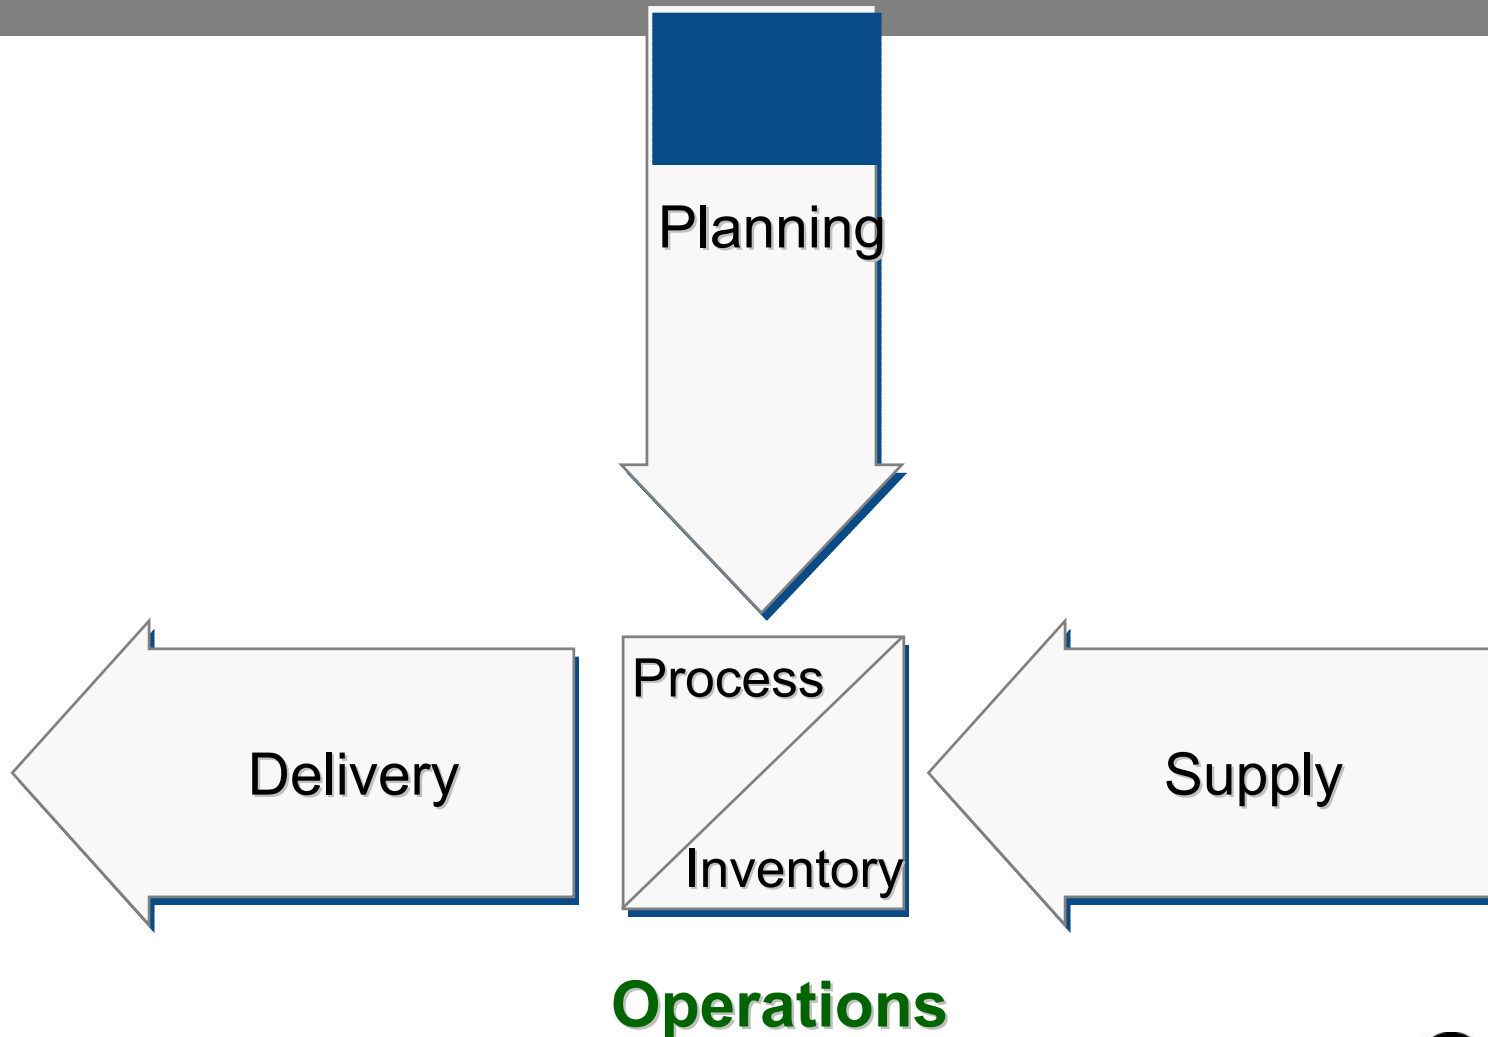 Planning
Process
Delivery
Supply
Inventory
Operations